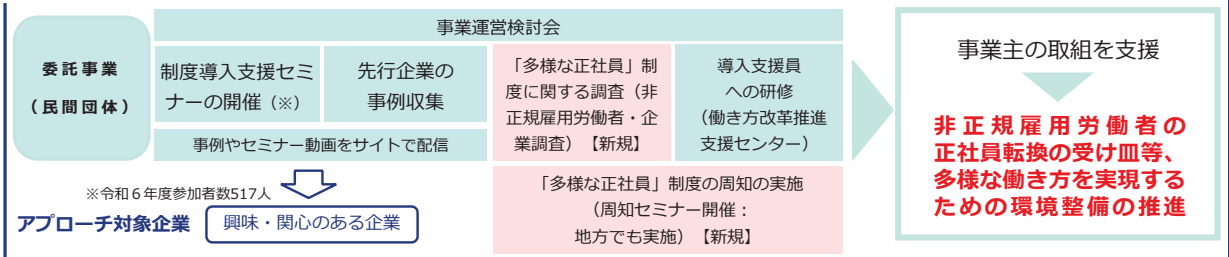 事業運営検討会
委託事業
（民間団体）
制度導入支援セミ
ナーの開催（※）
先行企業の
事例収集
事例やセミナー動画をサイトで配信
「多様な正社員」制
度に関する調査（非
正規雇用労働者・企
業調査）【新規】
導入支援員
への研修
（働き方改革推進
支援センター）
「多様な正社員」制度の周知の実施
（周知セミナー開催：
地方でも実施）【新規】
※令和６年度参加者数517人
アプローチ対象企業
興味・関心のある企業
事業主の取組を支援
非正規雇用労働者の
正社員転換の受け皿等、
多様な働き方を実現する
ための環境整備の推進